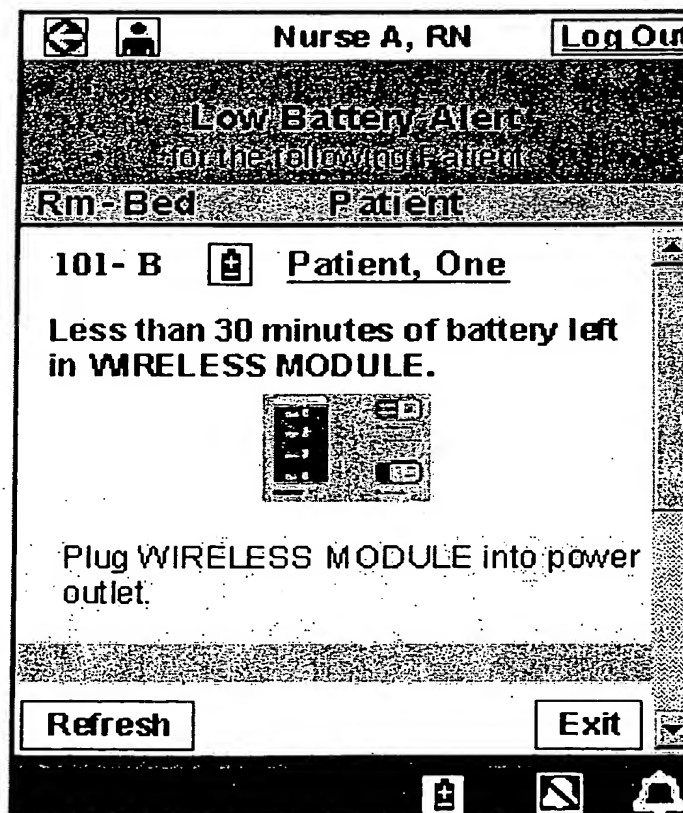 Nurse A, RN Log Out
Low Battery Alert
for the following Patient
Rm - Bed Patient
101- B Patient, One
Less than 30 minutes of battery left
in WIRELESS MODULE.
Plug WIRELESS MODULE into power
outlet.
Refresh Exit